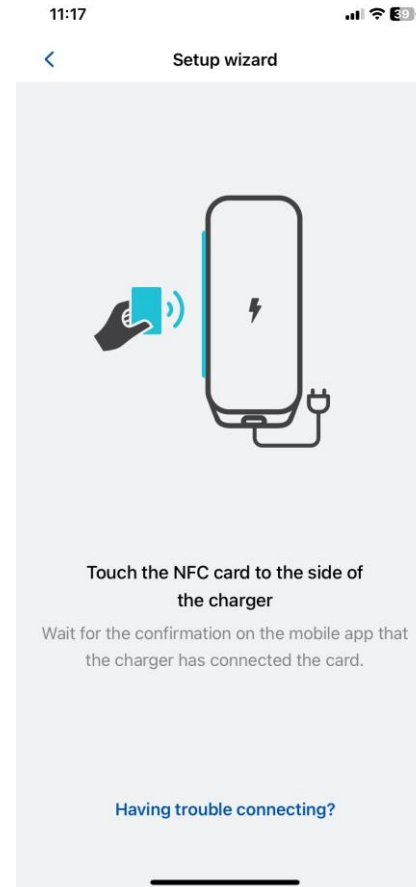 11:17
39
Setup wizard
Touch the NFC card to the side of
the charger
Wait for the confirmation on the mobile app that
the charger has connected the card.
Having trouble connecting?